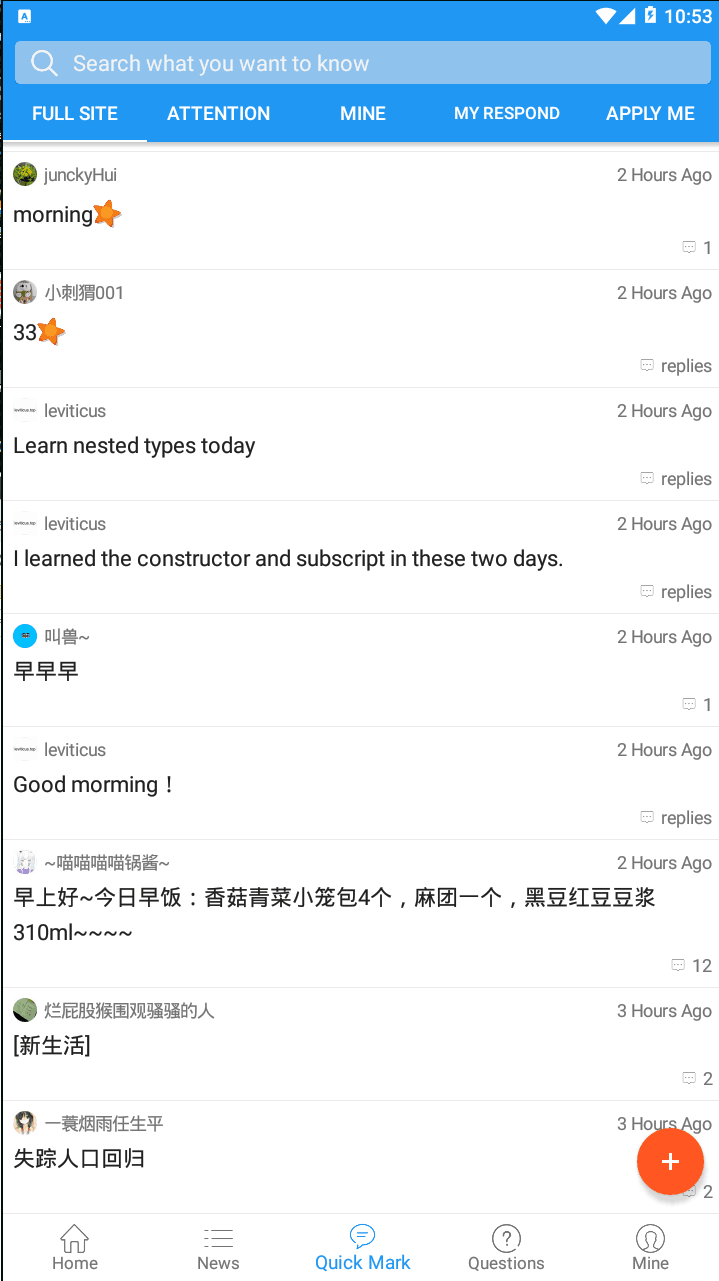 10:53
Search what you want to know
FULL SITE ATTENTION MINE MY RESPOND APPLY ME
junckyHui 2 Hours Ago
morning
1
小刺猬001 2 Hours Ago
33
replies
leviticus 2 Hours Ago
Learn nested types today
replies
leviticus 2 Hours Ago
I learned the constructor and subscript in these two days.
replies
叫兽~ 2 Hours Ago
早早早
1
leviticus 2 Hours Ago
Good morming！
replies
~喵喵喵喵锅酱~ 2 Hours Ago
早上好~今日早饭：香菇青菜小笼包4个，麻团一个，黑豆红豆豆浆
310ml~~~~
12
烂屁股猴围观骚骚的人 3 Hours Ago
[新生活]
2
一蓑烟雨任生平 3 Hours Ago
失踪人口回归
2
Home News Quick Mark Questions Mine